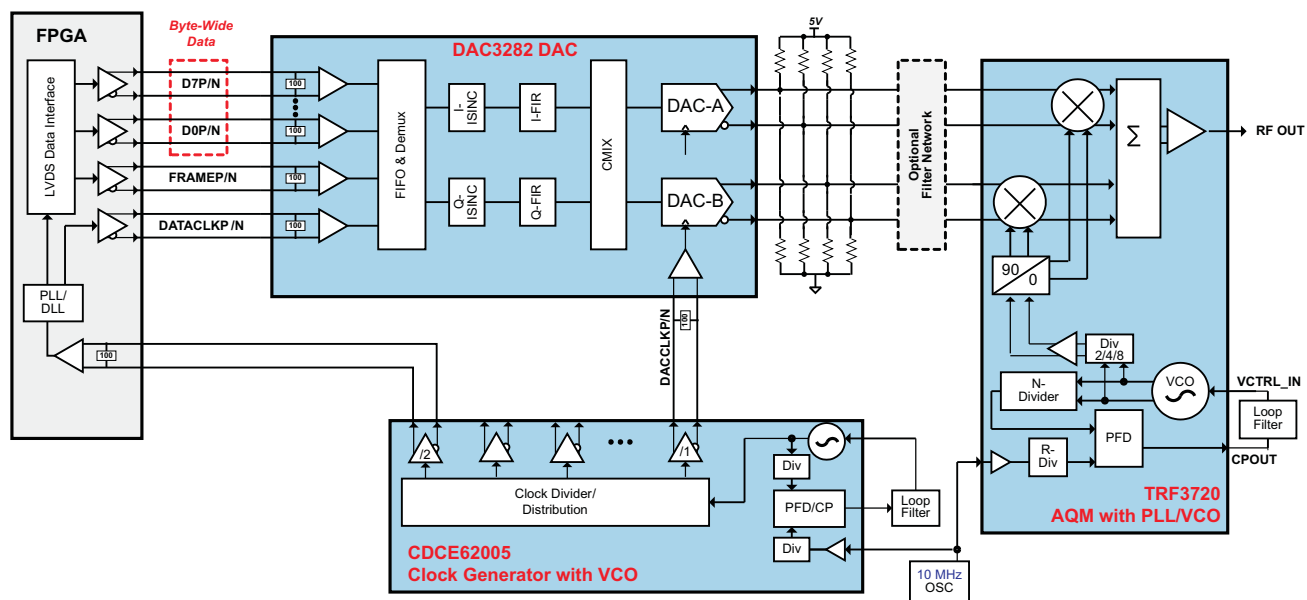 FPGA
Byte-Wide
Data
DAC3282 DAC
5V
LVDS Data Interface
D7P/N
D0P/N
FRAMEP/N
DATACLKP/N
100
100
100
100
FIFO & Demux
I-
ISINC
I-FIR
Q-
ISINC
Q-FIR
CMIX
DAC-A
DAC-B
Optional
Filter Network
Σ
RF OUT
90
0
PLL/
DLL
100
DACCLKP/N
100
Div
2/4/8
N-
Divider
VCO
VCTRL_IN
Loop
Filter
PFD
R-
Div
CPOUT
TRF3720
AQM with PLL/VCO
/2
/1
Clock Divider/
Distribution
Div
PFD/CP
Div
Loop
Filter
CDCE62005
Clock Generator with VCO
10 MHz
OSC